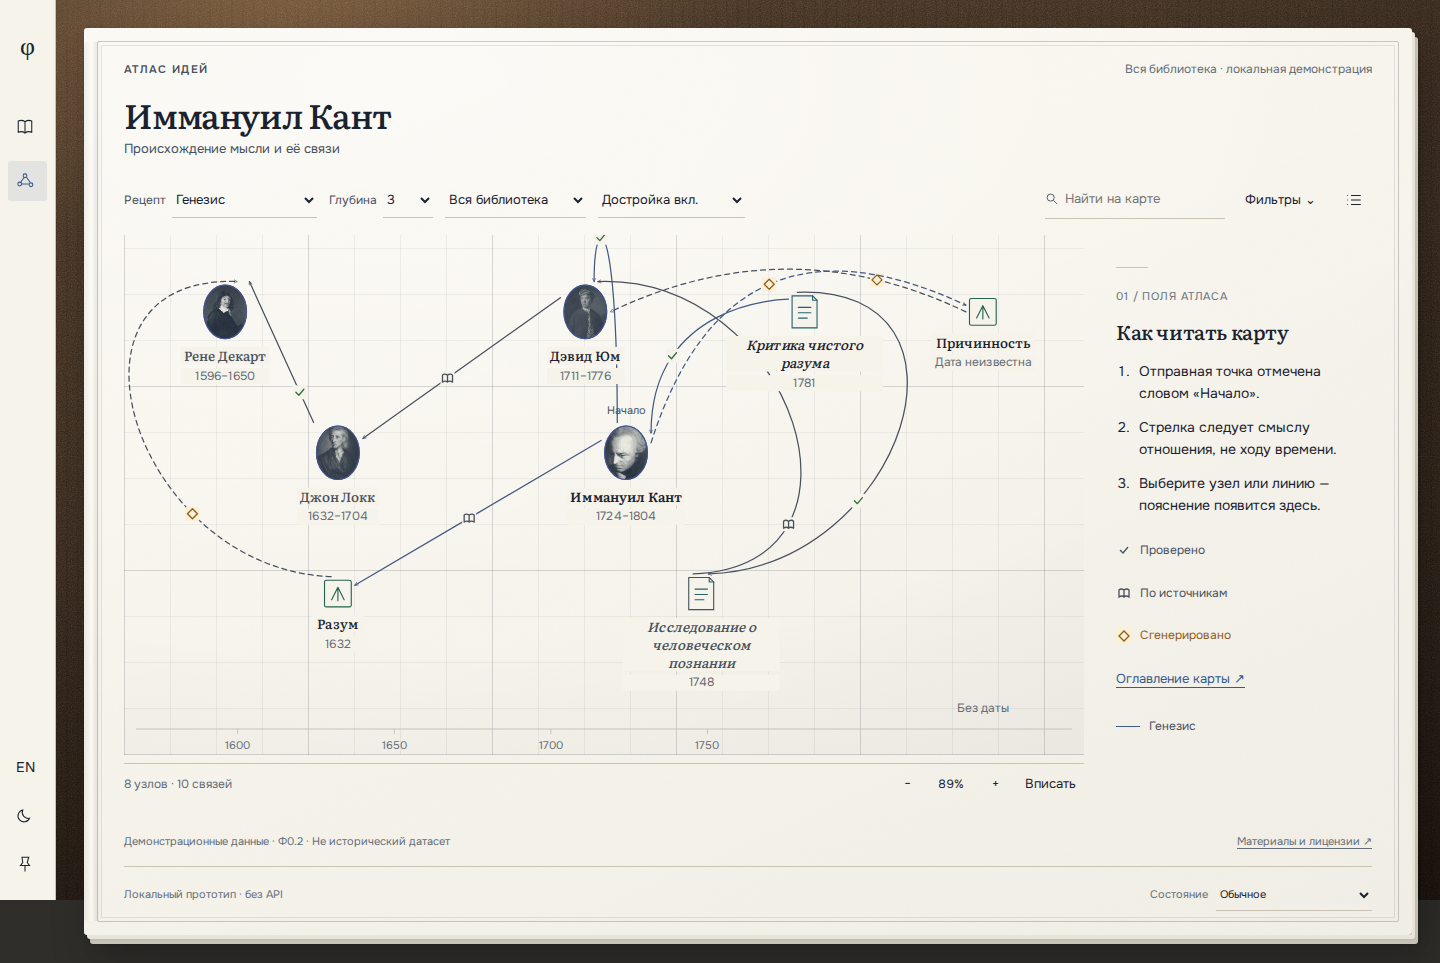 φ
АТЛАС ИДЕЙ
Вся библиотека · локальная демонстрация
Иммануил Кант
Происхождение мысли и её связи
Рецепт Генезис Глубина 3 Вся библиотека Достройка вкл.
Найти на карте Фильтры
Рене Декарт
1596–1650
Дэвид Юм
1711–1776
Критика чистого
разума
1781
Причинность
Дата неизвестна
Начало
Джон Локк
1632–1704
Иммануил Кант
1724–1804
Разум
1632
Исследование о
человеческом
познании
1748
Без даты
1600 1650 1700 1750
8 узлов · 10 связей
− 89% + Вписать
01 / ПОЛЯ АТЛАСА
Как читать карту
1. Отправная точка отмечена
словом «Начало».
2. Стрелка следует смыслу
отношения, не ходу времени.
3. Выберите узел или линию —
пояснение появится здесь.
Проверено
По источникам
Сгенерировано
Оглавление карты ↗
Генезис
EN
Демонстрационные данные · Ф0.2 · Не исторический датасет
Материалы и лицензии ↗
Локальный прототип · без API
Состояние Обычное